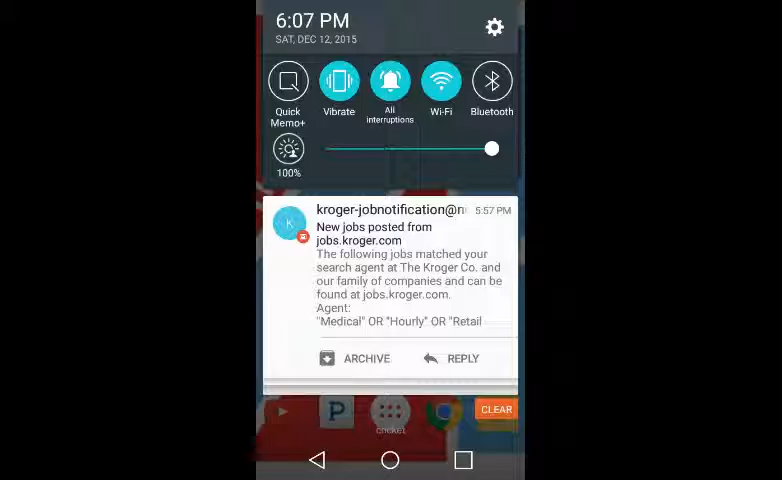 6:07 PM
SAT, DEC 12, 2015
Quick Memo+
Vibrate
All interruptions
Wi-Fi
Bluetooth
100%
K
kroger-jobnotification@n
5:57 PM
New jobs posted from
jobs.kroger.com
The following jobs matched your
search agent at The Kroger Co. and
our family of companies and can be
found at jobs.kroger.com.
Agent:
"Medical" OR "Hourly" OR "Retail
ARCHIVE
REPLY
P
CLEAR
cricket